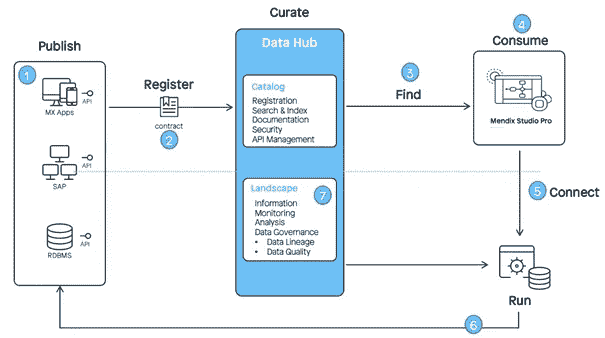 Curate
4
Consume
Publish
Data Hub
1
API
MX Apps
Register
contract
2
Catalog
Registration
Search & Index
Documentation
Security
API Management
3
Find
Mendix Studio Pro
API
SAP
5 Connect
Landscape
7
Information
Monitoring
Analysis
Data Governance
• Data Lineage
• Data Quality
API
RDBMS
Run
6